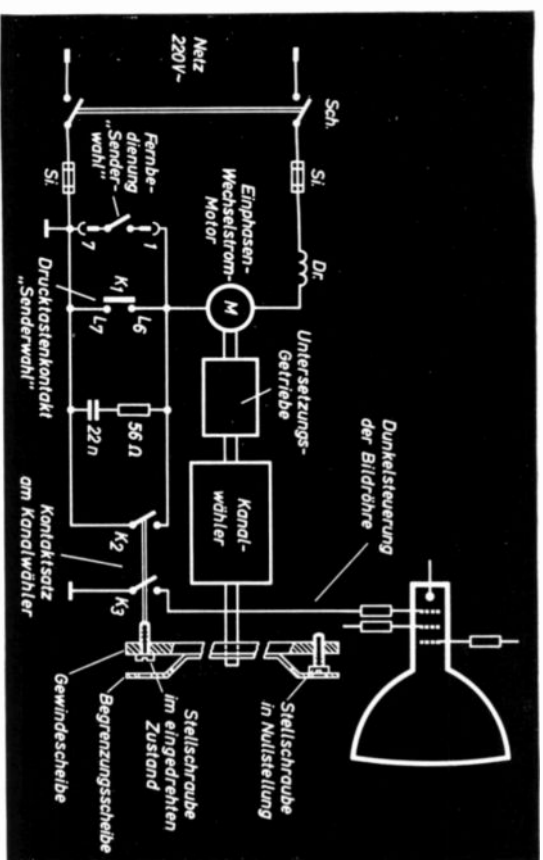 Netz
220V~
Sch.
Si.
Si.
Dr.
Fernbe-
dienung
„Sender-
wahl"
1
7
Einphasen-
Wechselstrom-
Motor
M
K1
L6
L7
Drucktastenkontakt
„Senderwahl"
Untersetzungs-
Getriebe
56 Ω
22 n
Kanal-
wähler
Dunkelsteuerung
der Bildröhre
K2
K3
Kontaktsatz
am Kanalwähler
Stellschraube
in Nullstellung
Stellschraube
im eingedrehten
Zustand
Begrenzungsscheibe
Gewindescheibe